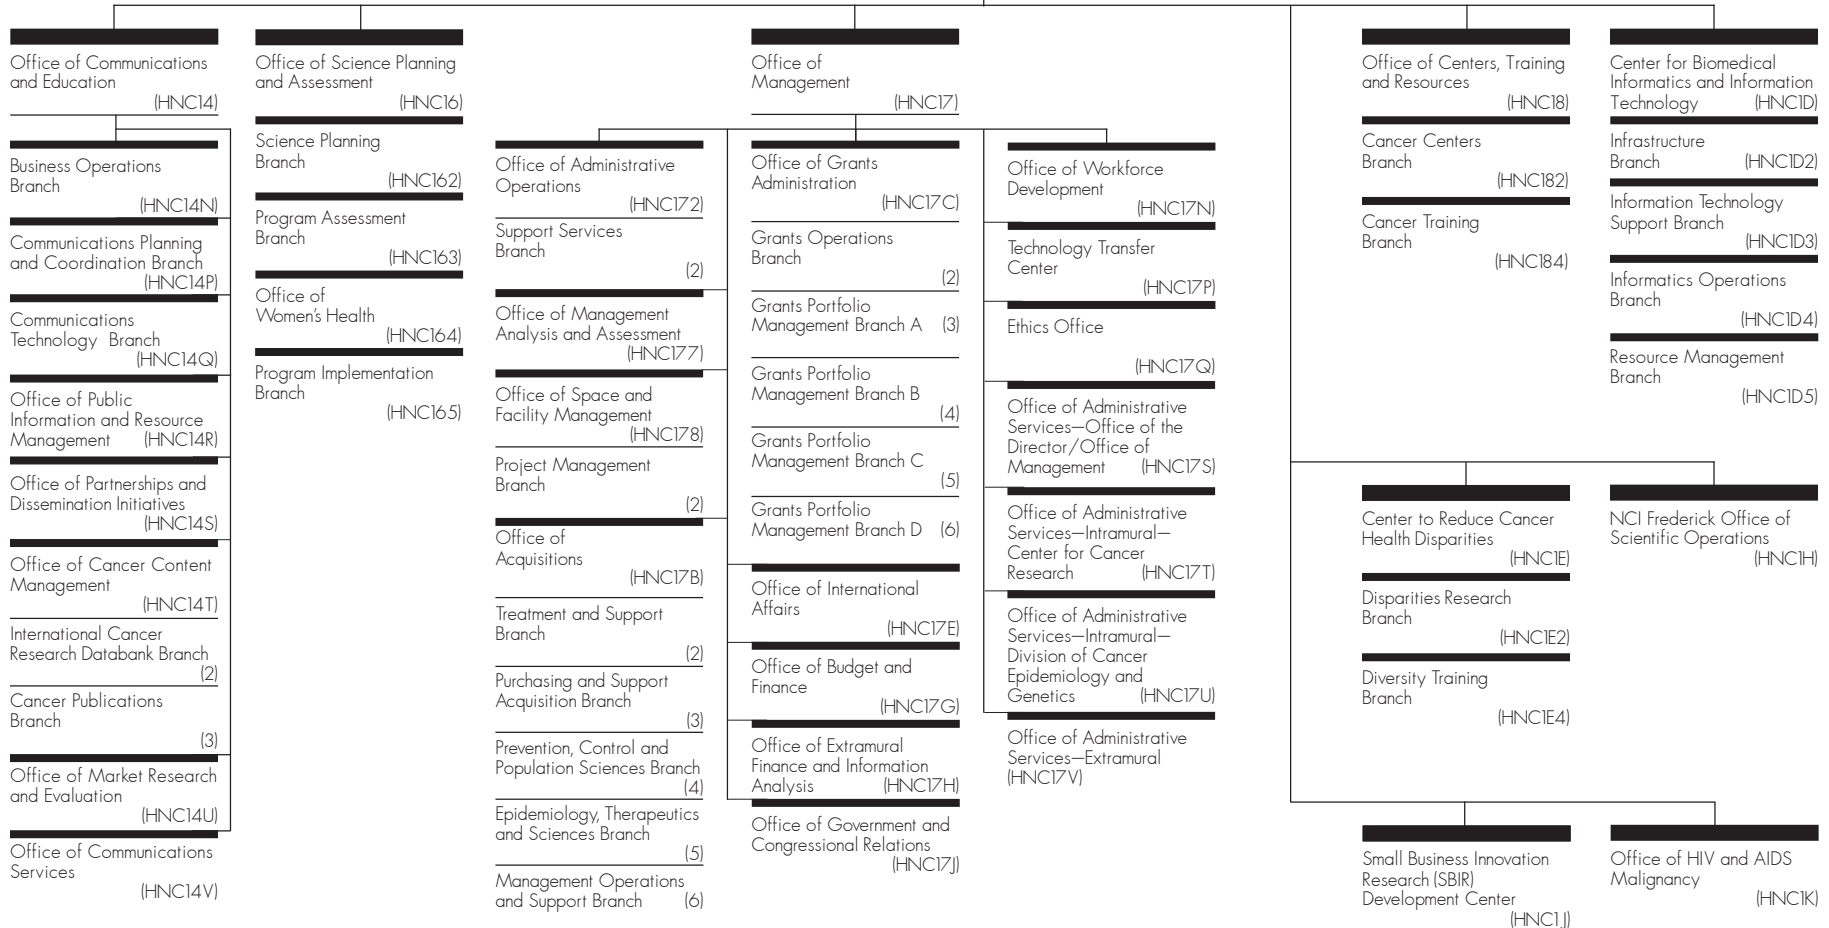 Office of Communications
and Education
(HNC14)
Business Operations
Branch
(HNC14N)
Communications Planning
and Coordination Branch
(HNC14P)
Communications
Technology Branch
(HNC14Q)
Office of Public
Information and Resource
Management (HNC14R)
Office of Partnerships and
Dissemination Initiatives
(HNC14S)
Office of Cancer Content
Management
(HNC14T)
International Cancer
Research Databank Branch
(2)
Cancer Publications
Branch
(3)
Office of Market Research
and Evaluation
(HNC14U)
Office of Communications
Services
(HNC14V)
Office of Science Planning
and Assessment
(HNC16)
Science Planning
Branch
(HNC162)
Program Assessment
Branch
(HNC163)
Office of
Women's Health
(HNC164)
Program Implementation
Branch
(HNC165)
Office of
Management
(HNC17)
Office of Administrative
Operations
(HNC172)
Support Services
Branch
(2)
Office of Management
Analysis and Assessment
(HNC177)
Office of Space and
Facility Management
(HNC178)
Project Management
Branch
(2)
Office of
Acquisitions
(HNC17B)
Treatment and Support
Branch
(2)
Purchasing and Support
Acquisition Branch
(3)
Prevention, Control and
Population Sciences Branch
(4)
Epidemiology, Therapeutics
and Sciences Branch
(5)
Management Operations
and Support Branch (6)
Office of Grants
Administration
(HNC17C)
Grants Operations
Branch
(2)
Grants Portfolio
Management Branch A (3)
Grants Portfolio
Management Branch B
(4)
Grants Portfolio
Management Branch C
(5)
Grants Portfolio
Management Branch D (6)
Office of International
Affairs
(HNC17E)
Office of Budget and
Finance
(HNC17G)
Office of Extramural
Finance and Information
Analysis (HNC17H)
Office of Government and
Congressional Relations
(HNC17J)
Office of Workforce
Development
(HNC17N)
Technology Transfer
Center
(HNC17P)
Ethics Office
(HNC17Q)
Office of Administrative
Services—Office of the
Director/Office of
Management (HNC17S)
Office of Administrative
Services—Intramural—
Center for Cancer
Research (HNC17T)
Office of Administrative
Services—Intramural—
Division of Cancer
Epidemiology and
Genetics (HNC17U)
Office of Administrative
Services—Extramural
(HNC17V)
Office of Centers, Training
and Resources
(HNC18)
Cancer Centers
Branch
(HNC182)
Cancer Training
Branch
(HNC184)
Center for Biomedical
Informatics and Information
Technology (HNC1D)
Infrastructure
Branch (HNC1D2)
Information Technology
Support Branch
(HNC1D3)
Informatics Operations
Branch
(HNC1D4)
Resource Management
Branch
(HNC1D5)
Center to Reduce Cancer
Health Disparities
(HNC1E)
Disparities Research
Branch
(HNC1E2)
Diversity Training
Branch
(HNC1E4)
NCI Frederick Office of
Scientific Operations
(HNC1H)
Small Business Innovation
Research (SBIR)
Development Center
(HNC1J)
Office of HIV and AIDS
Malignancy
(HNC1K)